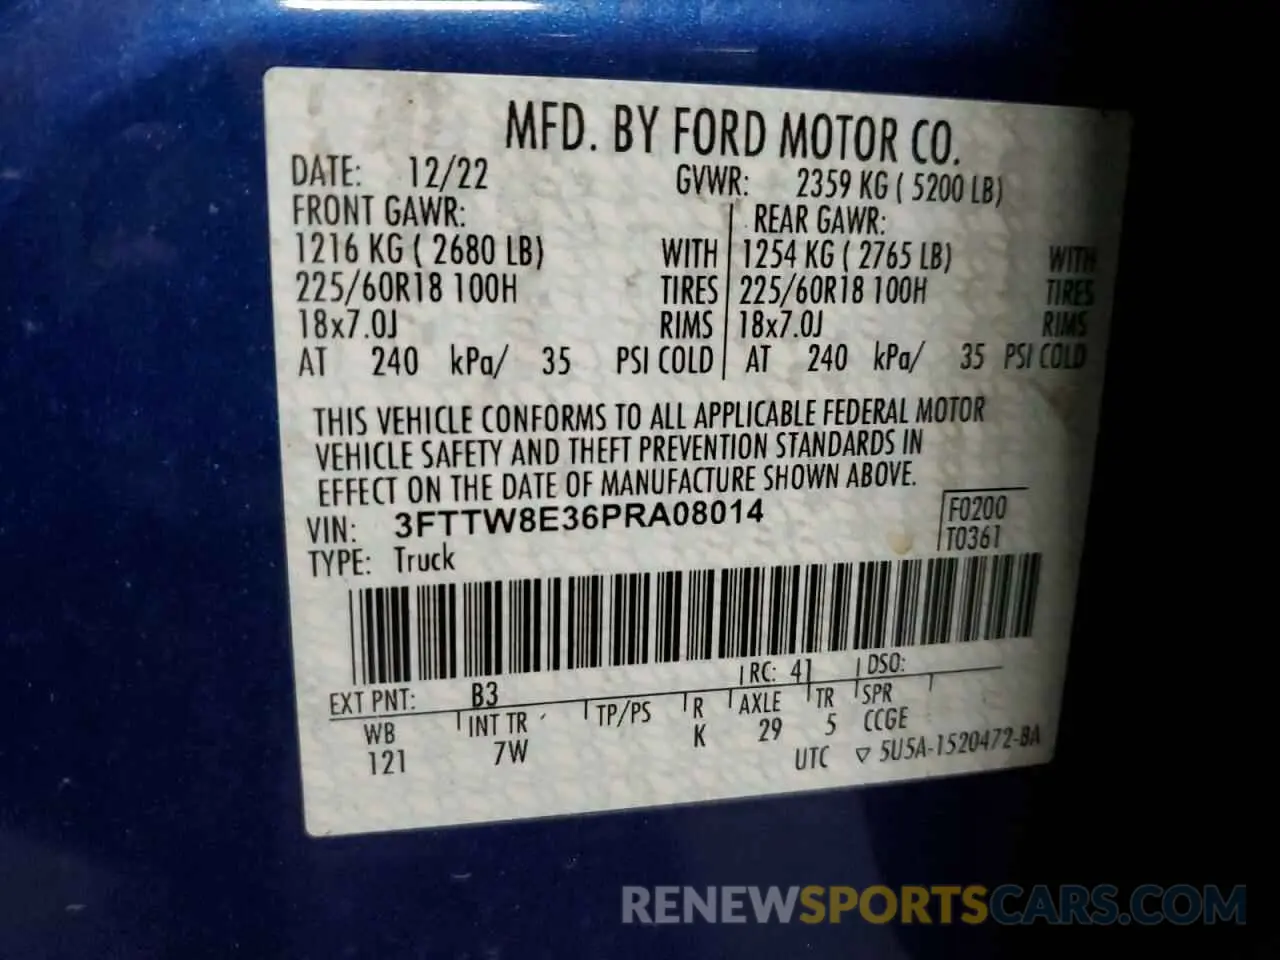 MFD. BY FORD MOTOR CO.
DATE: 12/22 GVWR: 2359 KG ( 5200 LB)
FRONT GAWR: REAR GAWR:
1216 KG ( 2680 LB) WITH 1254 KG ( 2765 LB) WITH
225/60R18 100H TIRES 225/60R18 100H TIRES
18x7.0J RIMS 18x7.0J RIMS
AT 240 kPa/ 35 PSI COLD AT 240 kPa/ 35 PSI COLD
THIS VEHICLE CONFORMS TO ALL APPLICABLE FEDERAL MOTOR
VEHICLE SAFETY AND THEFT PREVENTION STANDARDS IN
EFFECT ON THE DATE OF MANUFACTURE SHOWN ABOVE.
VIN: 3FTTW8E36PRA08014 F0200
TYPE: Truck T0361
EXT PNT: B3 RC: 41 DSO:
WB INT TR TP/PS R AXLE TR SPR
121 7W K 29 5 CCGE
UTC ▽ 5U5A-1520472-BA
RENEWSPORTSCARS.COM